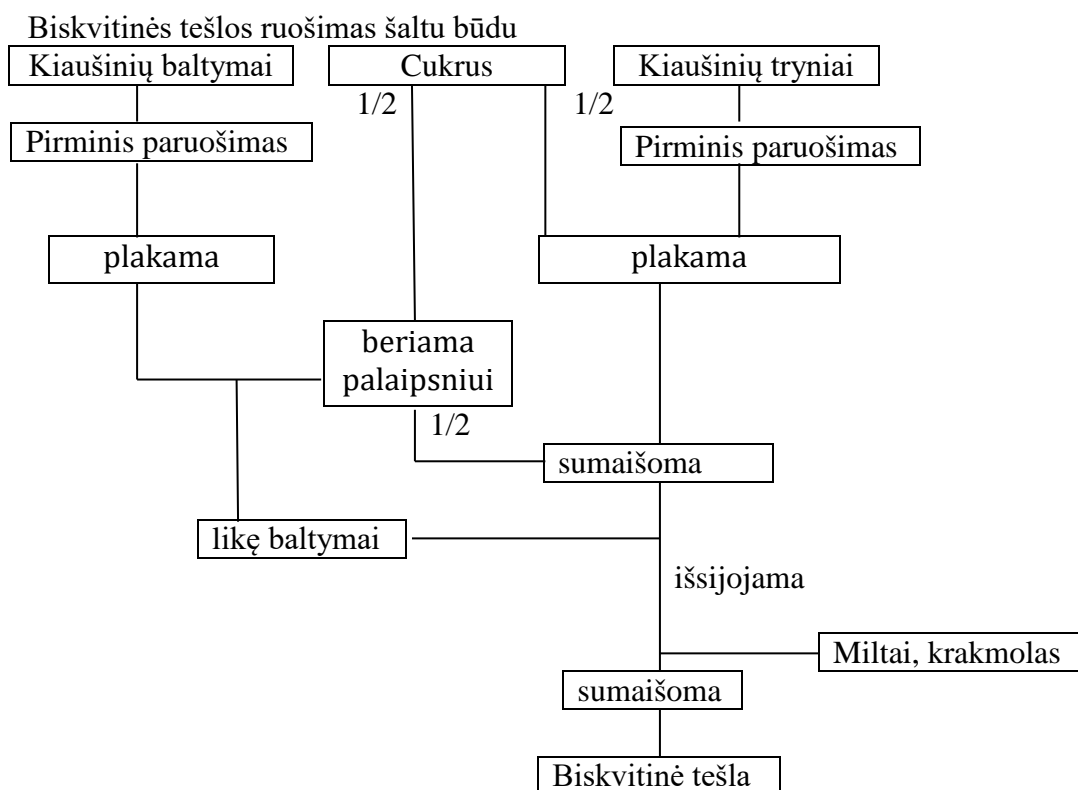 Biskvitinės tešlos ruošimas šaltu būdu
Kiaušinių baltymai
Cukrus
Kiaušinių tryniai
1/2
1/2
Pirminis paruošimas
Pirminis paruošimas
plakama
plakama
beriama
palaipsniui
1/2
sumaišoma
likę baltymai
išsijojama
Miltai, krakmolas
sumaišoma
Biskvitinė tešla